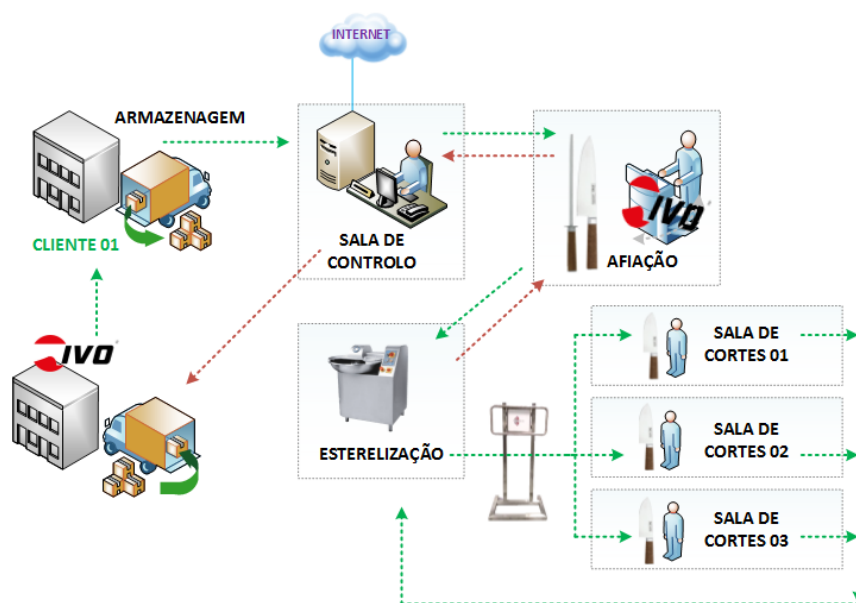 INTERNET
ARMAZENAGEM
CLIENTE 01
SALA DE
CONTROLO
IVO
AFIAÇÃO
IVO
ESTERELIZAÇÃO
SALA DE
CORTES 01
SALA DE
CORTES 02
SALA DE
CORTES 03